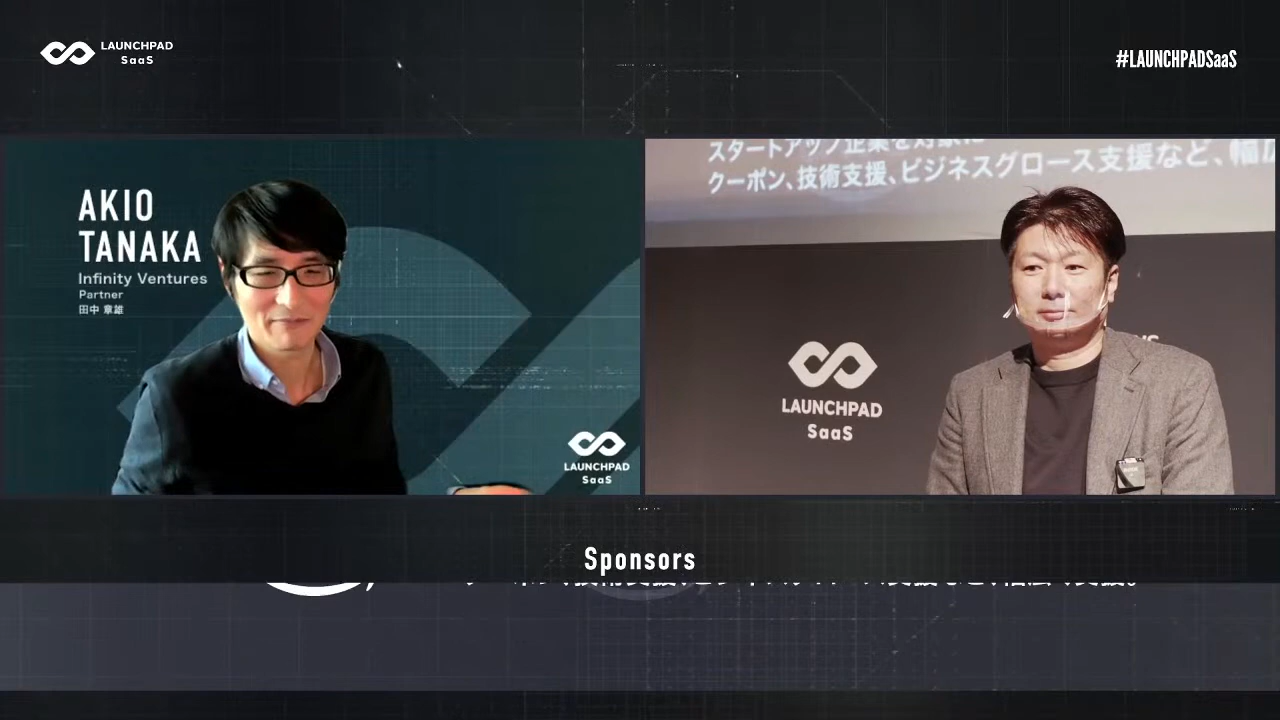 LAUNCHPAD
SaaS
#LAUNCHPADSaaS
AKIO
TANAKA
Infinity Ventures
Partner
田中 章雄
LAUNCHPAD
SaaS
スタートアップ企業を対象に
クーポン、技術支援、ビジネスグロース支援など、幅広
LAUNCHPAD
SaaS
Sponsors